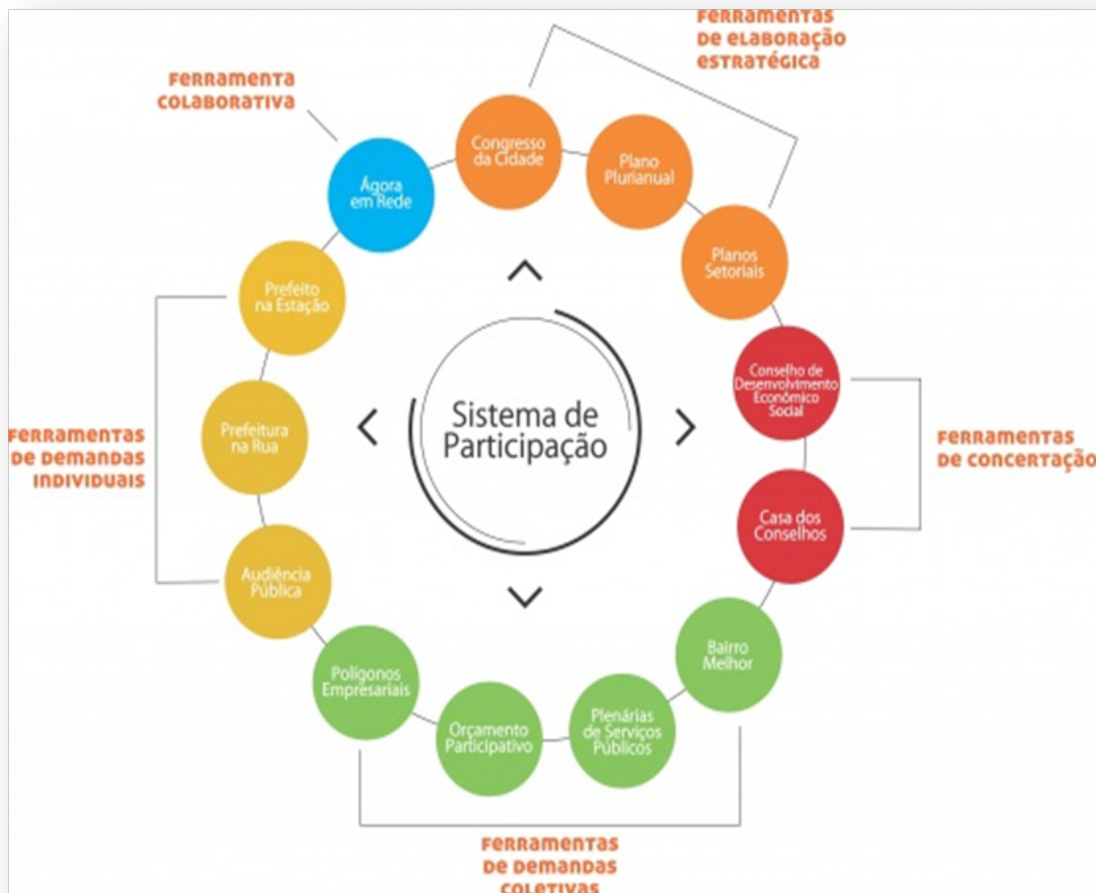 FERRAMENTAS
DE ELABORAÇÃO
ESTRATÉGICA
FERRAMENTA
COLABORATIVA
Ágora
em Rede
Congresso
da Cidade
Plano
Plurianual
Planos
Setoriais
Conselho de
Desenvolvimento
Econômico
Social
Casa dos
Conselhos
FERRAMENTAS
DE CONCERTAÇÃO
Bairro
Melhor
Plenárias
de Serviços
Públicos
Orçamento
Participativo
Polígonos
Empresariais
FERRAMENTAS
DE DEMANDAS
COLETIVAS
Audiência
Pública
Prefeitura
na Rua
Prefeito
na Estação
FERRAMENTAS
DE DEMANDAS
INDIVIDUAIS
Sistema de
Participação